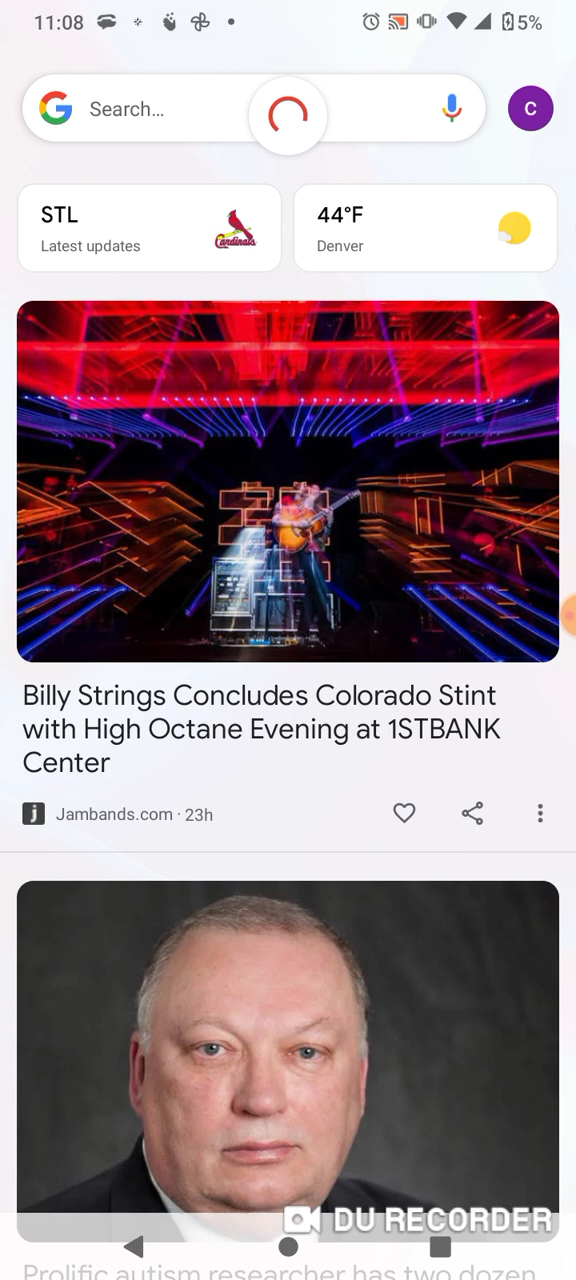 11:08
5%
Search...
C
STL
Latest updates
Cardinals
44°F
Denver
Billy Strings Concludes Colorado Stint
with High Octane Evening at 1STBANK
Center
j Jambands.com · 23h
DU RECORDER
Prolific autism researcher has two dozen